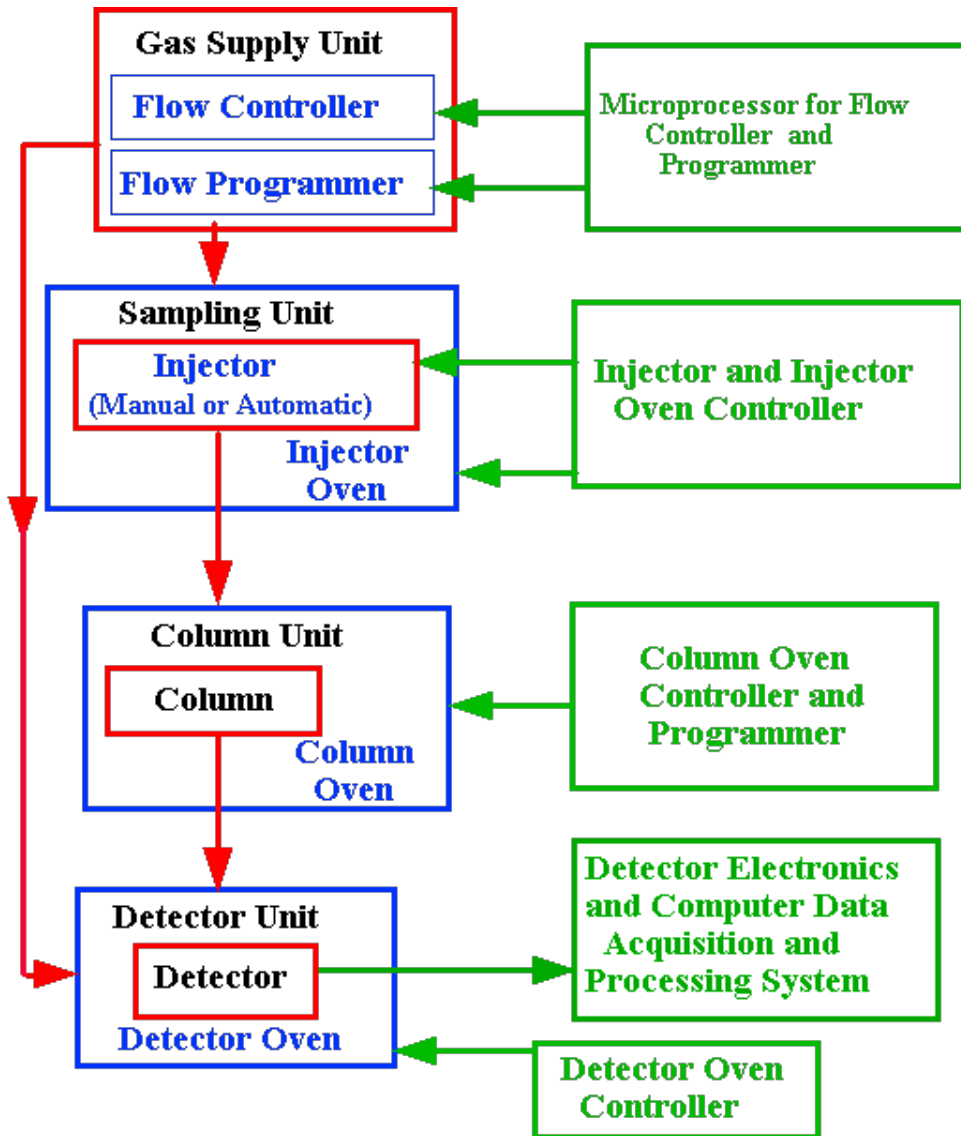 Gas Supply Unit
Flow Controller
Flow Programmer
Microprocessor for Flow
Controller and
Programmer
Sampling Unit
Injector
(Manual or Automatic)
Injector
Oven
Injector and Injector
Oven Controller
Column Unit
Column
Column
Oven
Column Oven
Controller and
Programmer
Detector Unit
Detector
Detector Oven
Detector Electronics
and Computer Data
Acquisition and
Processing System
Detector Oven
Controller